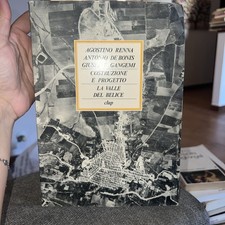 AGOSTINO RENNA
ANTONIO DE BONIS
GIUSEPPE GANGEMI
COSTRUZIONE
E PROGETTO
LA VALLE
DEL BELICE
clup